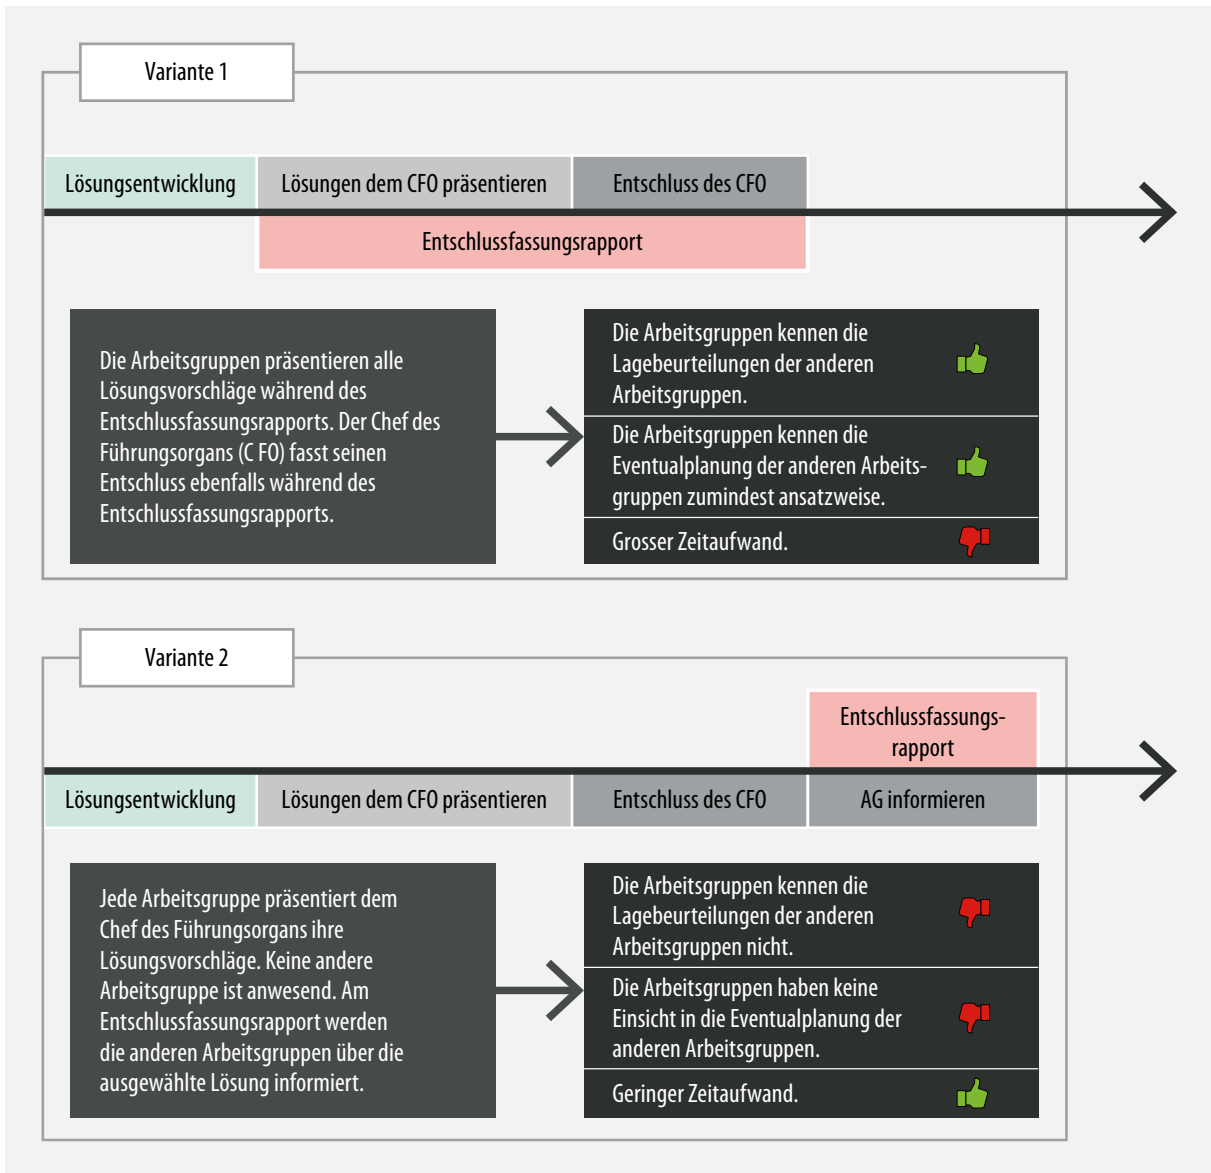 Variante 1
Lösungsentwicklung
Lösungen dem CFO präsentieren
Entschluss des CFO
Entschlussfassungsrapport
Die Arbeitsgruppen präsentieren alle
Lösungsvorschläge während des
Entschlussfassungsrapports. Der Chef des
Führungsorgans (C FO) fasst seinen
Entschluss ebenfalls während des
Entschlussfassungsrapports.
Die Arbeitsgruppen kennen die
Lagebeurteilungen der anderen
Arbeitsgruppen.
Die Arbeitsgruppen kennen die
Eventualplanung der anderen Arbeits-
gruppen zumindest ansatzweise.
Grosser Zeitaufwand.
Variante 2
Entschlussfassungs-
rapport
Lösungsentwicklung
Lösungen dem CFO präsentieren
Entschluss des CFO
AG informieren
Jede Arbeitsgruppe präsentiert dem
Chef des Führungsorgans ihre
Lösungsvorschläge. Keine andere
Arbeitsgruppe ist anwesend. Am
Entschlussfassungsrapport werden
die anderen Arbeitsgruppen über die
ausgewählte Lösung informiert.
Die Arbeitsgruppen kennen die
Lagebeurteilungen der anderen
Arbeitsgruppen nicht.
Die Arbeitsgruppen haben keine
Einsicht in die Eventualplanung der
anderen Arbeitsgruppen.
Geringer Zeitaufwand.